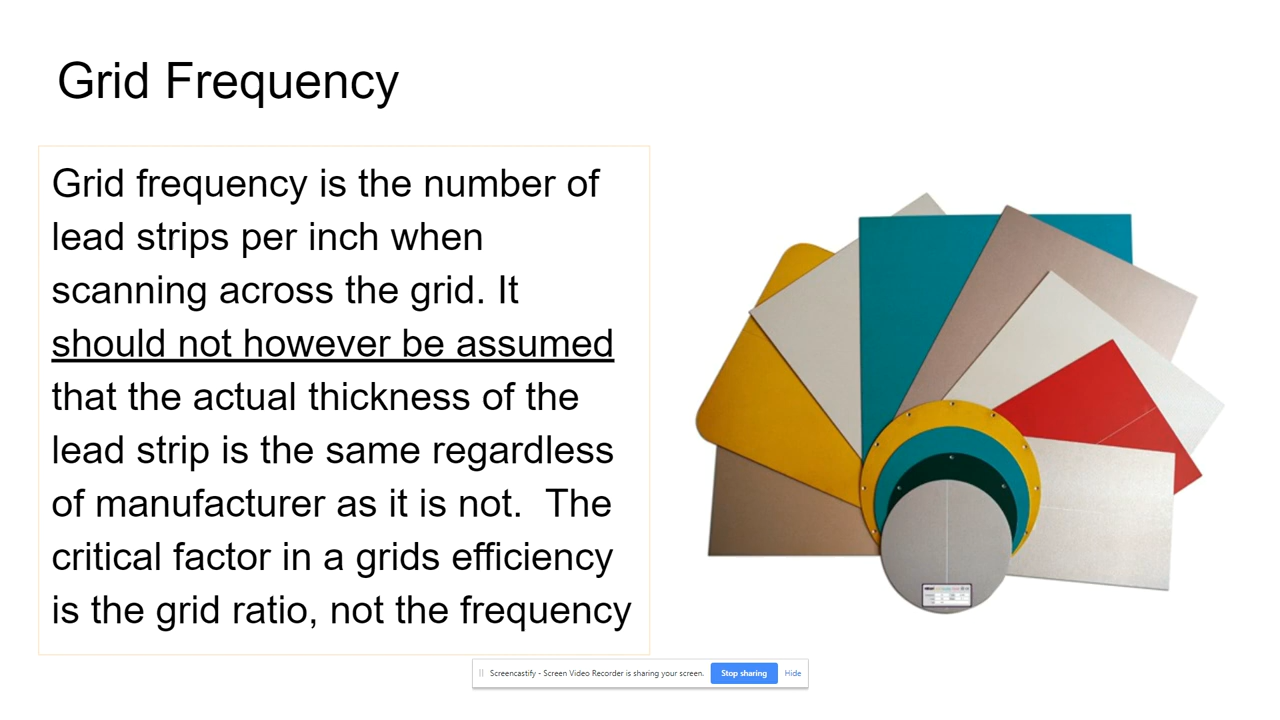 Grid Frequency
Grid frequency is the number of
lead strips per inch when
scanning across the grid. It
should not however be assumed
that the actual thickness of the
lead strip is the same regardless
of manufacturer as it is not.  The
critical factor in a grids efficiency
is the grid ratio, not the frequency
Screencastify - Screen Video Recorder is sharing your screen. Stop sharing Hide